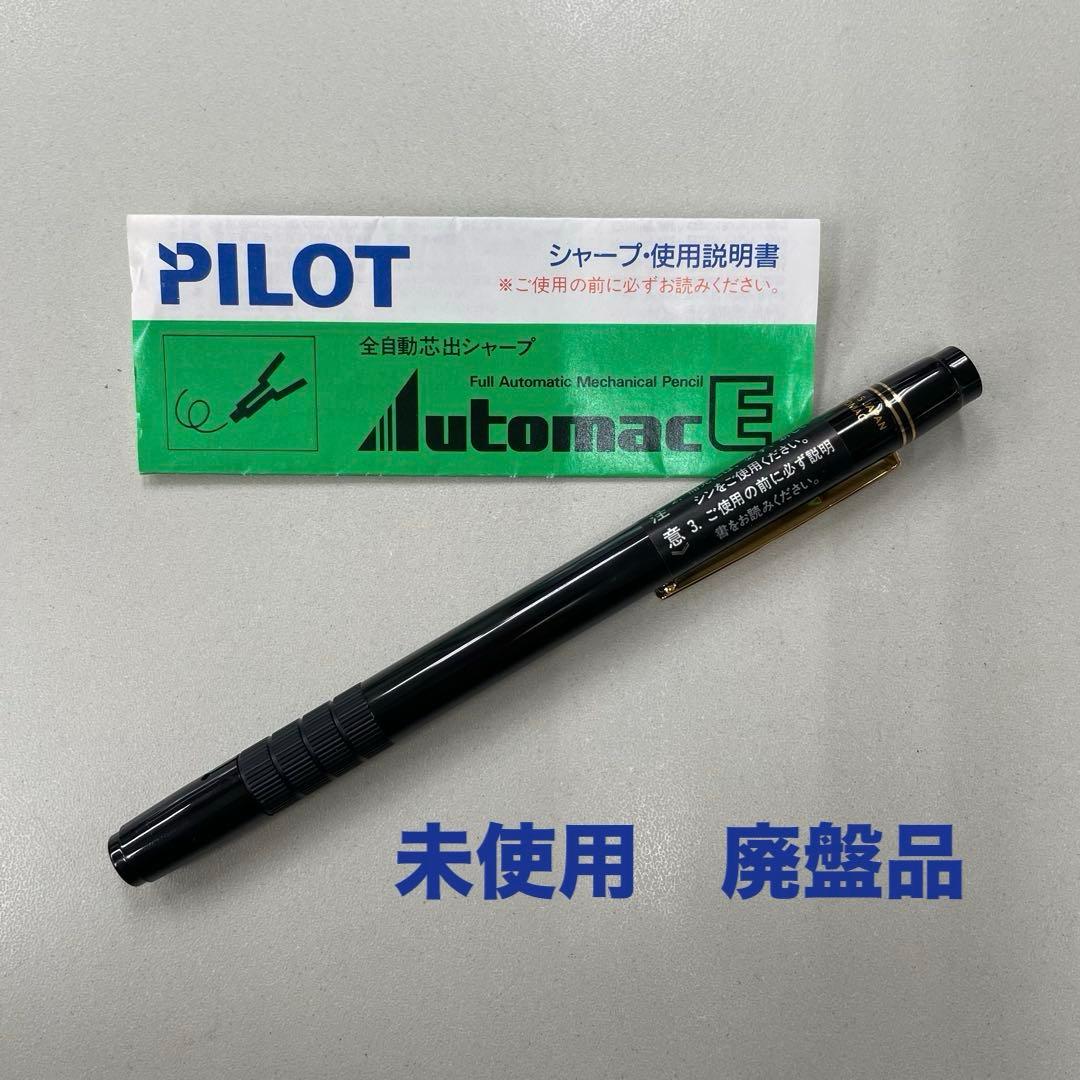 PILOT
シャープ・使用説明書
※ご使用の前に必ずお読みください。
全自動芯出シャープ
Full Automatic Mechanical Pencil
Automac E
JAPAN
注意
シンをご使用ください。
3. ご使用の前に必ず説明
書をお読みください。
未使用 廃盤品